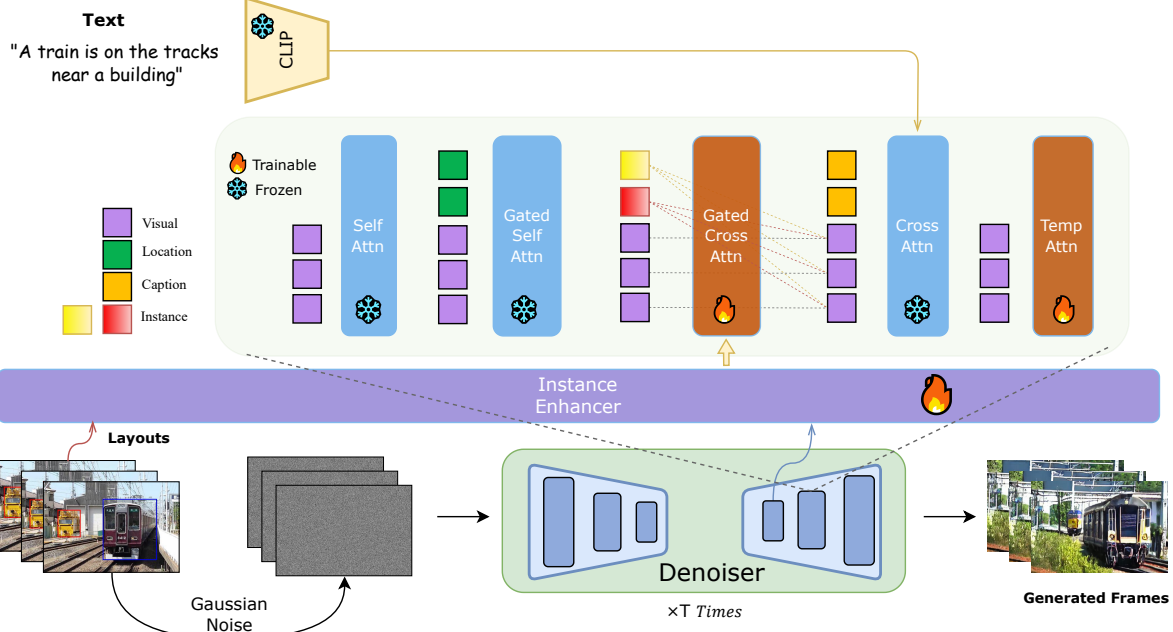 Text
"A train is on the tracks
near a building"
CLIP
Trainable
Frozen
Visual
Location
Caption
Instance
Self
Attn
Gated
Self
Attn
Gated
Cross
Attn
Cross
Attn
Temp
Attn
Instance
Enhancer
Layouts
Gaussian
Noise
Denoiser
×T Times
Generated Frames